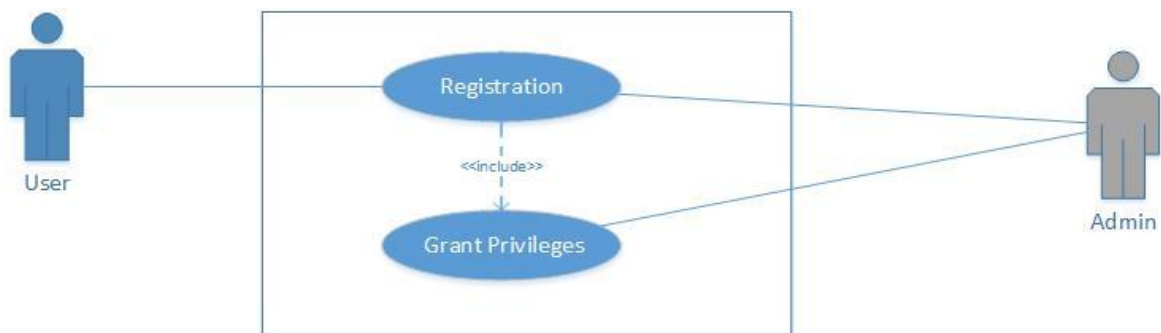 Registration
<<include>>
User
Admin
Grant Privileges